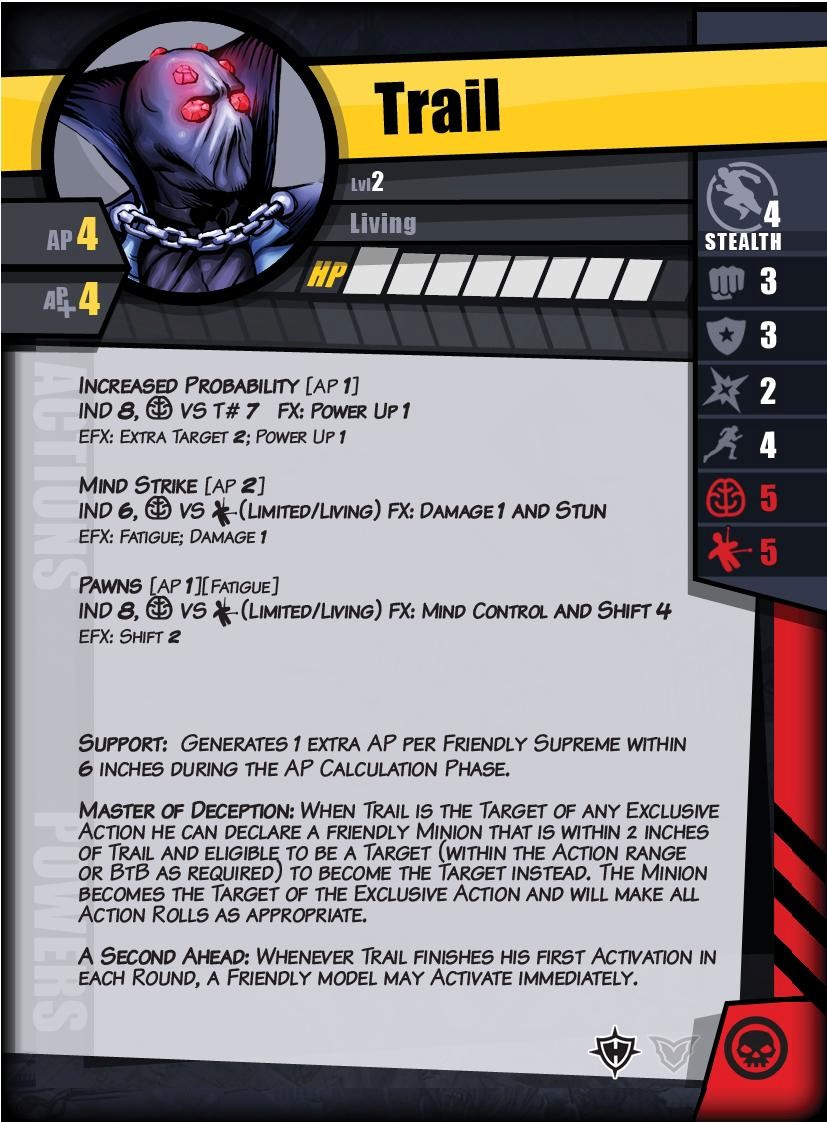 Trail
Lvl2
Living
AP 4
AP+ 4
HP
4
STEALTH
3
3
2
4
5
5
ACTIONS
Increased Probability [AP 1]
IND 8, VS T# 7 FX: Power Up 1
EFX: Extra Target 2; Power Up 1
Mind Strike [AP 2]
IND 6, VS (Limited/Living) FX: Damage 1 and Stun
EFX: Fatigue; Damage 1
Pawns [AP 1][Fatigue]
IND 8, VS (Limited/Living) FX: Mind Control and Shift 4
EFX: Shift 2
POWERS
Support: Generates 1 extra AP per Friendly Supreme within
6 inches during the AP Calculation Phase.
Master of Deception: When Trail is the Target of any Exclusive
Action he can declare a friendly Minion that is within 2 inches
of Trail and eligible to be a Target (within the Action range
or BtB as required) to become the Target instead. The Minion
becomes the Target of the Exclusive Action and will make all
Action Rolls as appropriate.
A Second Ahead: Whenever Trail finishes his first Activation in
each Round, a Friendly model may Activate immediately.
H